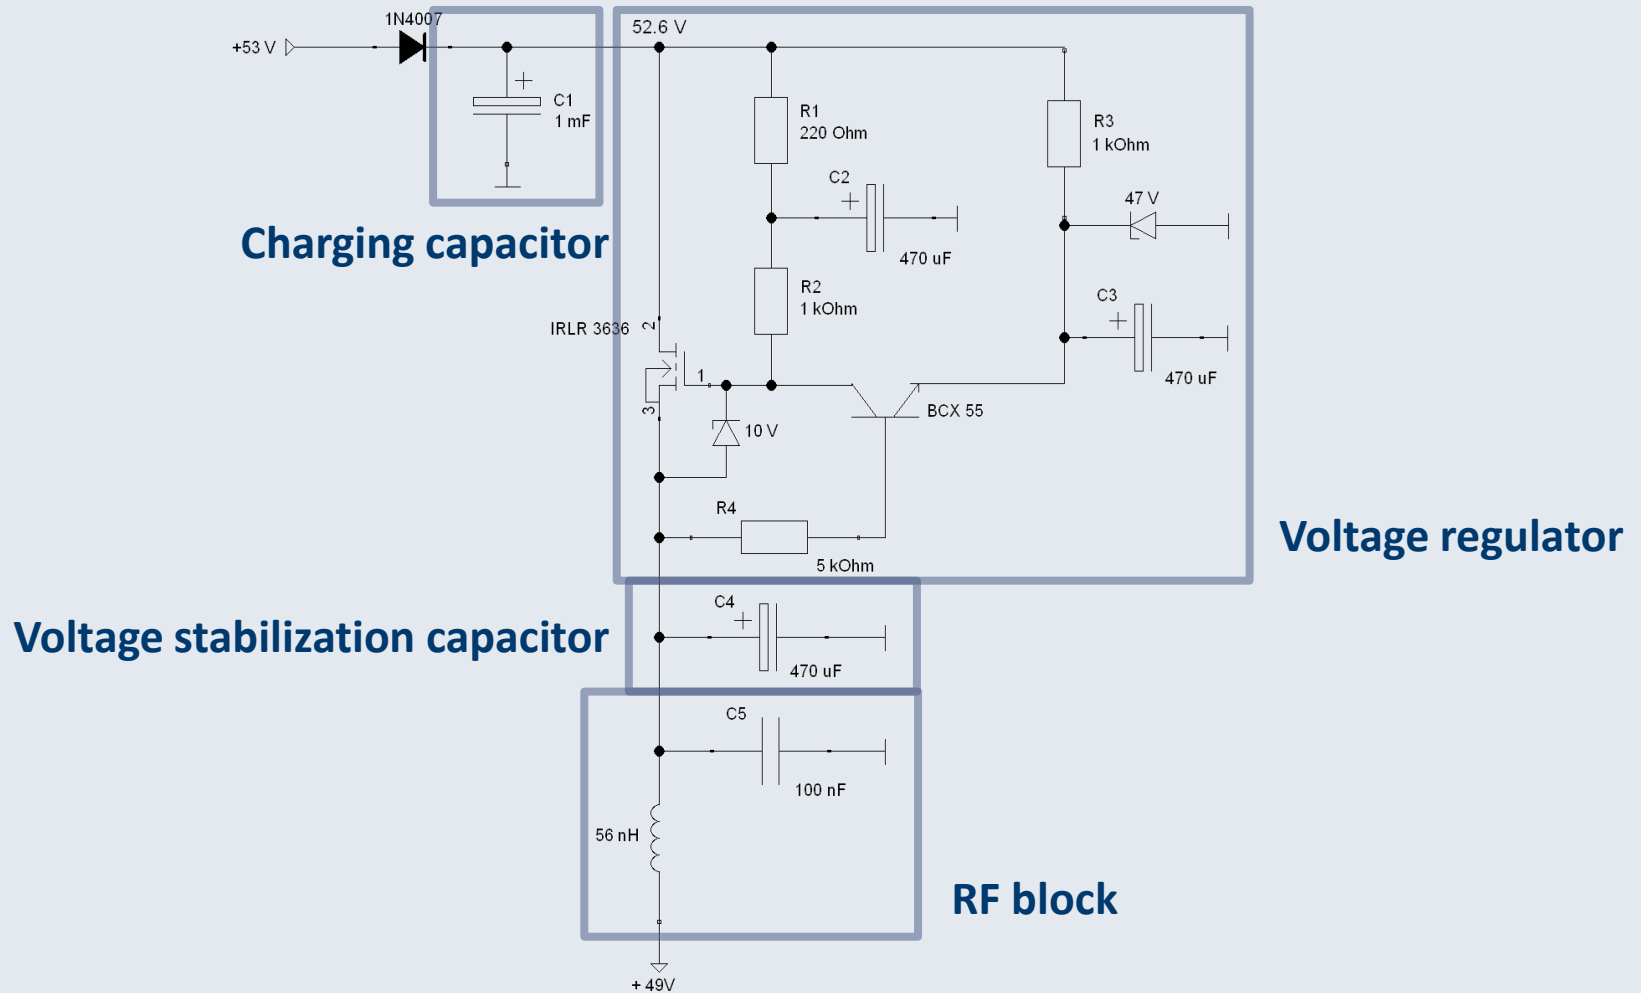 1N4007
+53 V
52.6 V
C1
1 mF
R1
220 Ohm
R3
1 kOhm
C2
470 uF
47 V
Charging capacitor
R2
1 kOhm
C3
470 uF
IRLR 3636
2
1
3
10 V
BCX 55
R4
5 kOhm
Voltage regulator
C4
470 uF
Voltage stabilization capacitor
C5
100 nF
56 nH
RF block
+ 49V